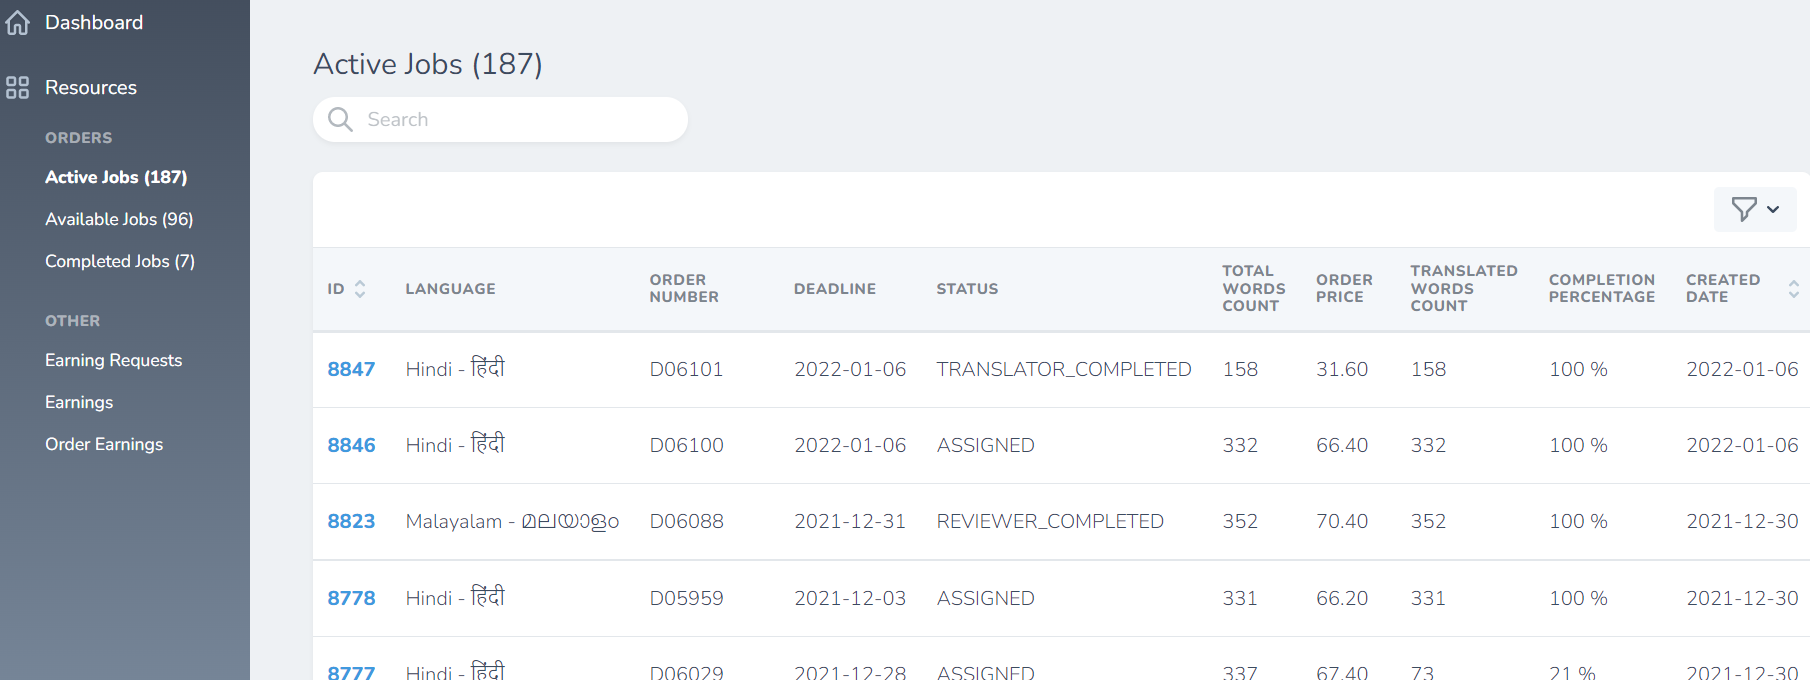 Dashboard
Resources
ORDERS
Active Jobs (187)
Available Jobs (96)
Completed Jobs (7)
OTHER
Earning Requests
Earnings
Order Earnings
Active Jobs (187)
Search
ID LANGUAGE ORDER NUMBER DEADLINE STATUS TOTAL WORDS COUNT ORDER PRICE TRANSLATED WORDS COUNT COMPLETION PERCENTAGE CREATED DATE
8847 Hindi - हिंदी D06101 2022-01-06 TRANSLATOR_COMPLETED 158 31.60 158 100 % 2022-01-06
8846 Hindi - हिंदी D06100 2022-01-06 ASSIGNED 332 66.40 332 100 % 2022-01-06
8823 Malayalam - മലയാളം D06088 2021-12-31 REVIEWER_COMPLETED 352 70.40 352 100 % 2021-12-30
8778 Hindi - हिंदी D05959 2021-12-03 ASSIGNED 331 66.20 331 100 % 2021-12-30
8777 Hindi - हिंदी D06029 2021-12-28 ASSIGNED 337 67.40 73 21 % 2021-12-30